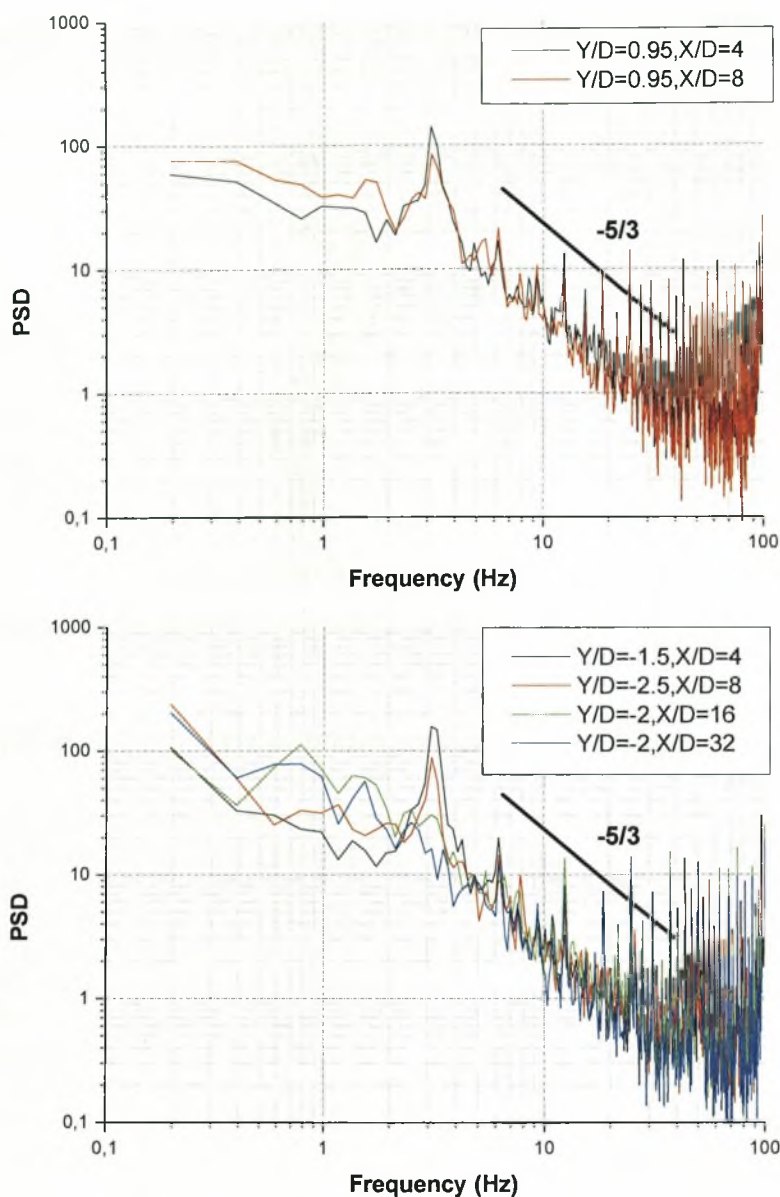 1000
100
10
1
0,1
PSD
0,1
1
10
100
Frequency (Hz)
Y/D=0.95,X/D=4
Y/D=0.95,X/D=8
-5/3
1000
100
10
1
0,1
PSD
0,1
1
10
100
Frequency (Hz)
Y/D=-1.5,X/D=4
Y/D=-2.5,X/D=8
Y/D=-2,X/D=16
Y/D=-2,X/D=32
-5/3